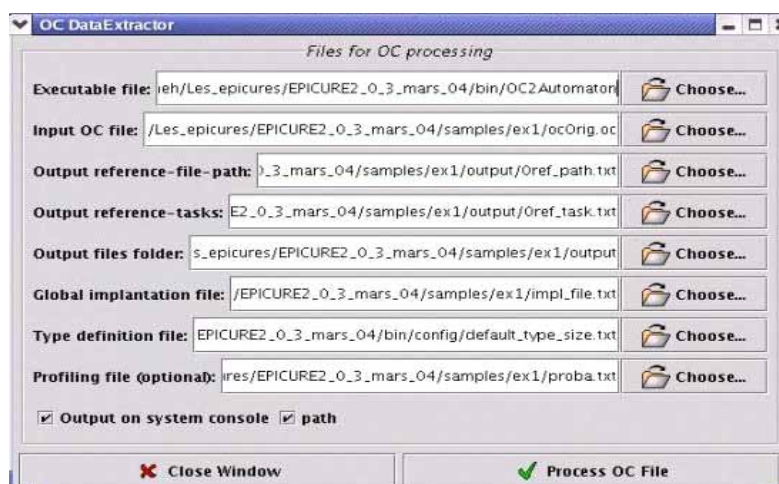 OC DataExtractor
Files for OC processing
Executable file: ieh/Les_epicures/EPICURE2_0_3_mars_04/bin/OC2Automaton Choose...
Input OC file: /Les_epicures/EPICURE2_0_3_mars_04/samples/ex1/ocOrig.oc Choose...
Output reference-file-path: 0_3_mars_04/samples/ex1/output/0ref_path.txt Choose...
Output reference-tasks: E2_0_3_mars_04/samples/ex1/output/0ref_task.txt Choose...
Output files folder: s_epicures/EPICURE2_0_3_mars_04/samples/ex1/output Choose...
Global implantation file: /EPICURE2_0_3_mars_04/samples/ex1/impl_file.txt Choose...
Type definition file: EPICURE2_0_3_mars_04/bin/config/default_type_size.txt Choose...
Profiling file (optional): ures/EPICURE2_0_3_mars_04/samples/ex1/proba.txt Choose...
Output on system console path
Close Window Process OC File